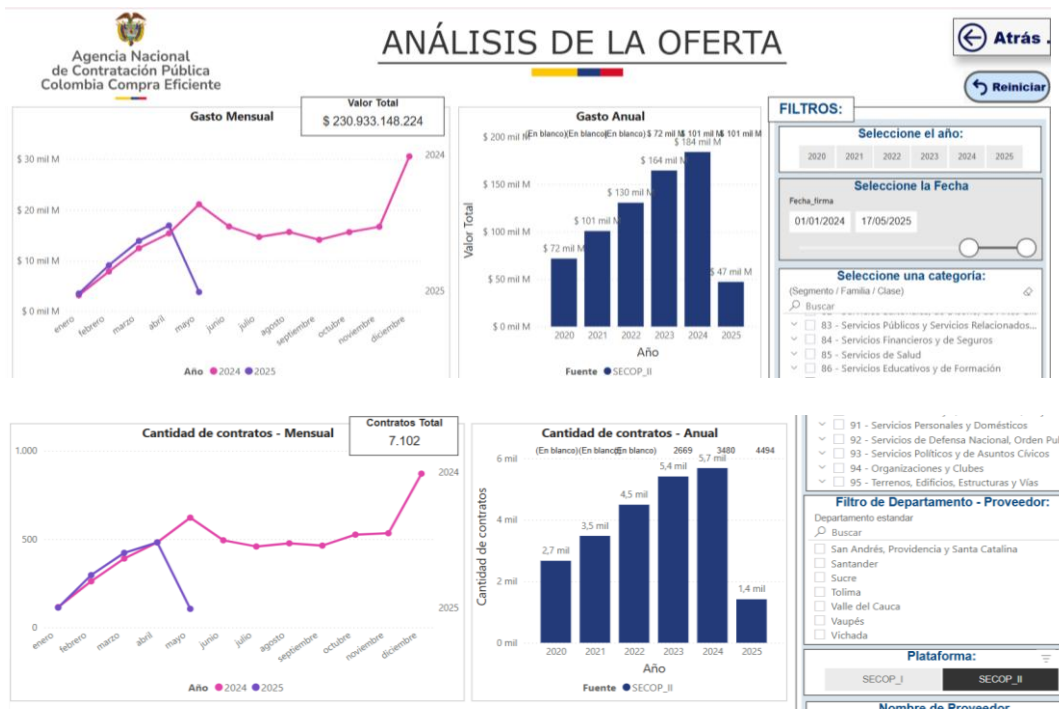 Agencia Nacional
de Contratación Pública
Colombia Compra Eficiente
ANÁLISIS DE LA OFERTA
Atrás .
Reiniciar
Gasto Mensual
Valor Total
$ 230.933.148.224
$ 30 mil M
$ 20 mil M
$ 10 mil M
$ 0 mil M
2024
2025
enero
febrero
marzo
abril
mayo
junio
julio
agosto
septiembre
octubre
noviembre
diciembre
Año 2024 2025
Gasto Anual
(En blanco)(En blanco)(En blanco) $ 72 mil M $ 101 mil M $ 101 mil M
$ 200 mil M
$ 150 mil M
$ 100 mil M
$ 50 mil M
$ 0 mil M
Valor Total
$ 72 mil M
$ 101 mil M
$ 130 mil M
$ 164 mil M
$ 184 mil M
$ 47 mil M
2020 2021 2022 2023 2024 2025
Año
Fuente SECOP_II
FILTROS:
Seleccione el año:
2020 2021 2022 2023 2024 2025
Seleccione la Fecha
Fecha_firma
01/01/2024 17/05/2025
Seleccione una categoría:
(Segmento / Familia / Clase)
Buscar
83 - Servicios Públicos y Servicios Relacionados...
84 - Servicios Financieros y de Seguros
85 - Servicios de Salud
86 - Servicios Educativos y de Formación
Cantidad de contratos - Mensual
Contratos Total
7.102
1.000
500
0
2024
2025
enero
febrero
marzo
abril
mayo
junio
julio
agosto
septiembre
octubre
noviembre
diciembre
Año 2024 2025
Cantidad de contratos - Anual
(En blanco)(En blanco)(En blanco) 2669 3480 4494
6 mil
4 mil
2 mil
0 mil
Cantidad de contratos
2,7 mil
3,5 mil
4,5 mil
5,4 mil
5,7 mil
1,4 mil
2020 2021 2022 2023 2024 2025
Año
Fuente SECOP_II
91 - Servicios Personales y Domésticos
92 - Servicios de Defensa Nacional, Orden Pu
93 - Servicios Políticos y de Asuntos Cívicos
94 - Organizaciones y Clubes
95 - Terrenos, Edificios, Estructuras y Vías
Filtro de Departamento - Proveedor:
Departamento estandar
Buscar
San Andrés, Providencia y Santa Catalina
Santander
Sucre
Tolima
Valle del Cauca
Vaupés
Vichada
Plataforma:
SECOP_I SECOP_II
Nombre de Proveedor